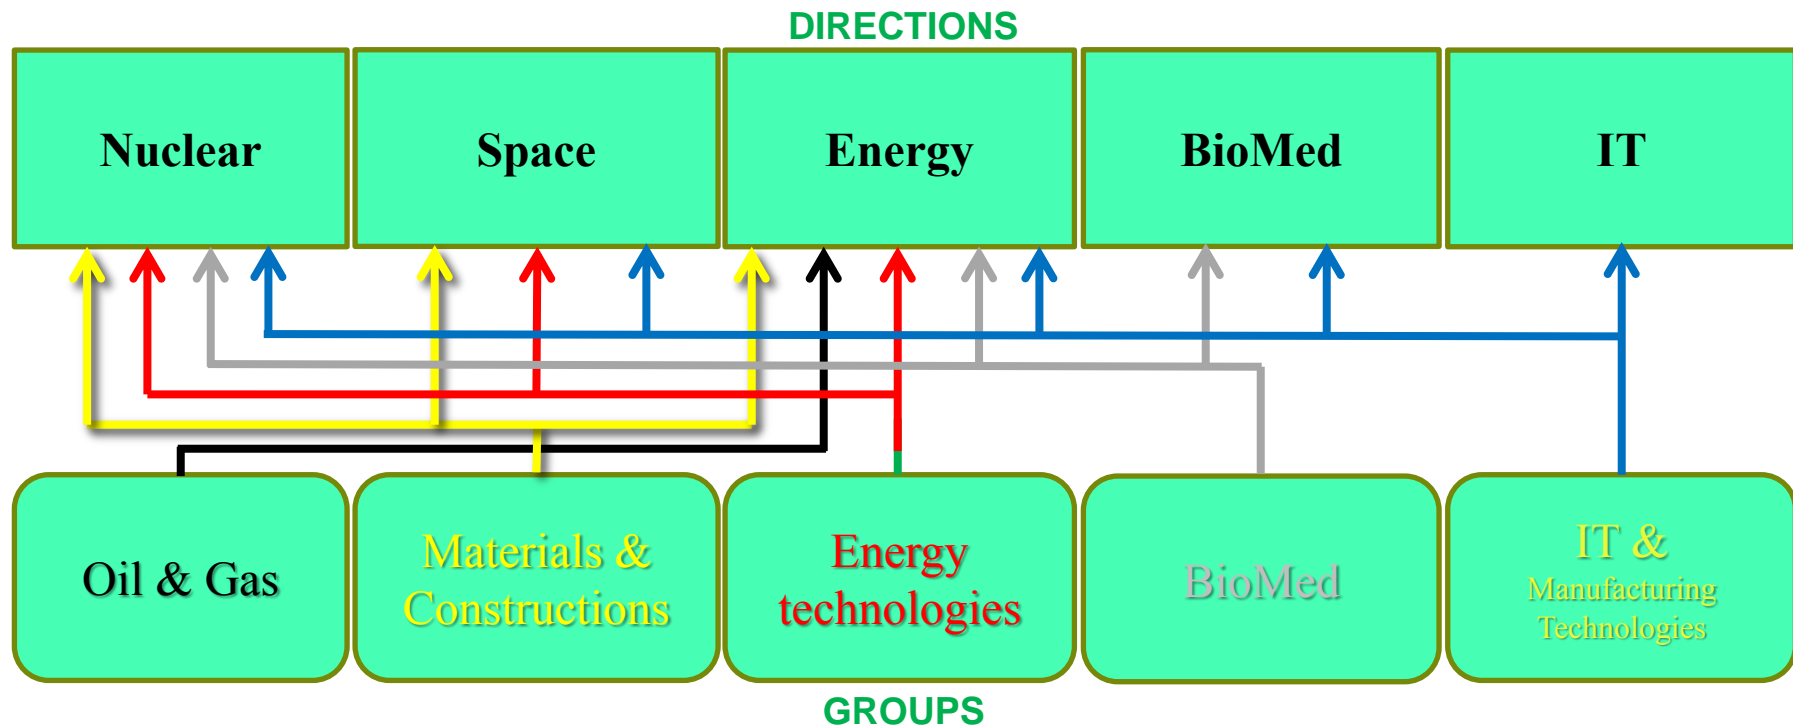 DIRECTIONS
Nuclear
Space
Energy
BioMed
IT
Oil & Gas
Materials &
Constructions
Energy
technologies
BioMed
IT &
Manufacturing
Technologies
GROUPS